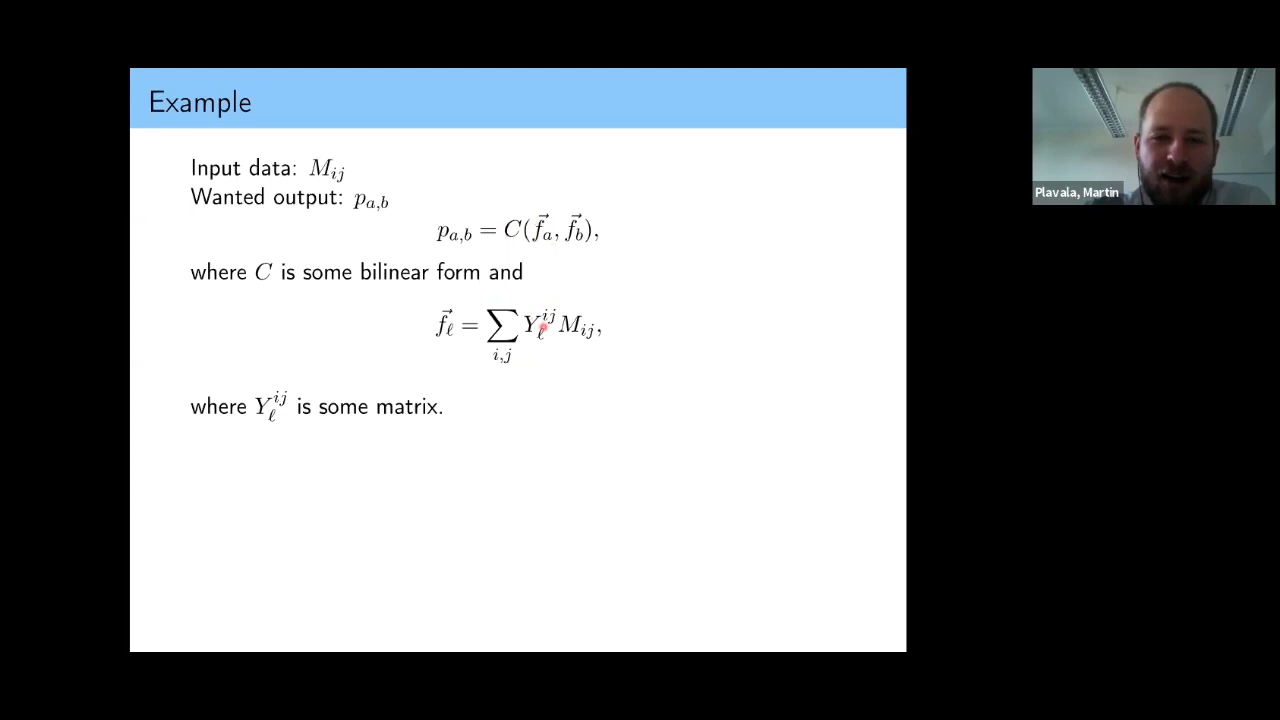 Example
Input data: $M_{ij}$
Wanted output: $p_{a,b}$
$p_{a,b} = C(\vec{f}_a, \vec{f}_b),$
where $C$ is some bilinear form and
$\vec{f}_\ell = \sum_{i,j} Y_\ell^{ij} M_{ij},$
where $Y_\ell^{ij}$ is some matrix.
Plavala, Martin